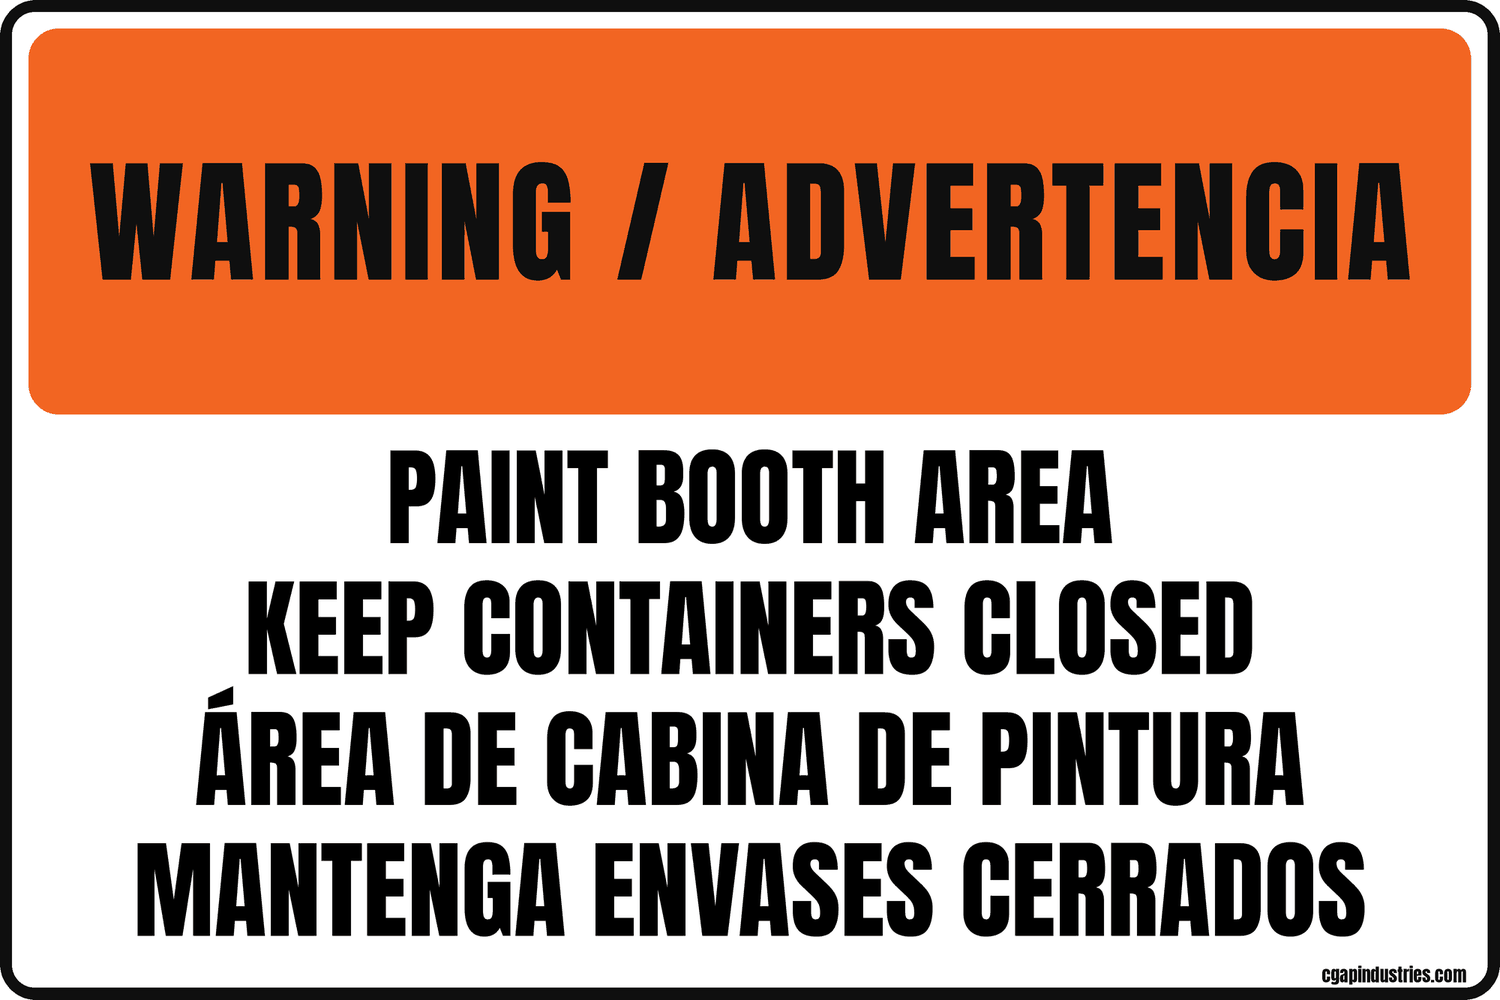 WARNING / ADVERTENCIA
PAINT BOOTH AREA
KEEP CONTAINERS CLOSED
ÁREA DE CABINA DE PINTURA
MANTENGA ENVASES CERRADOS
cgapindustries.com